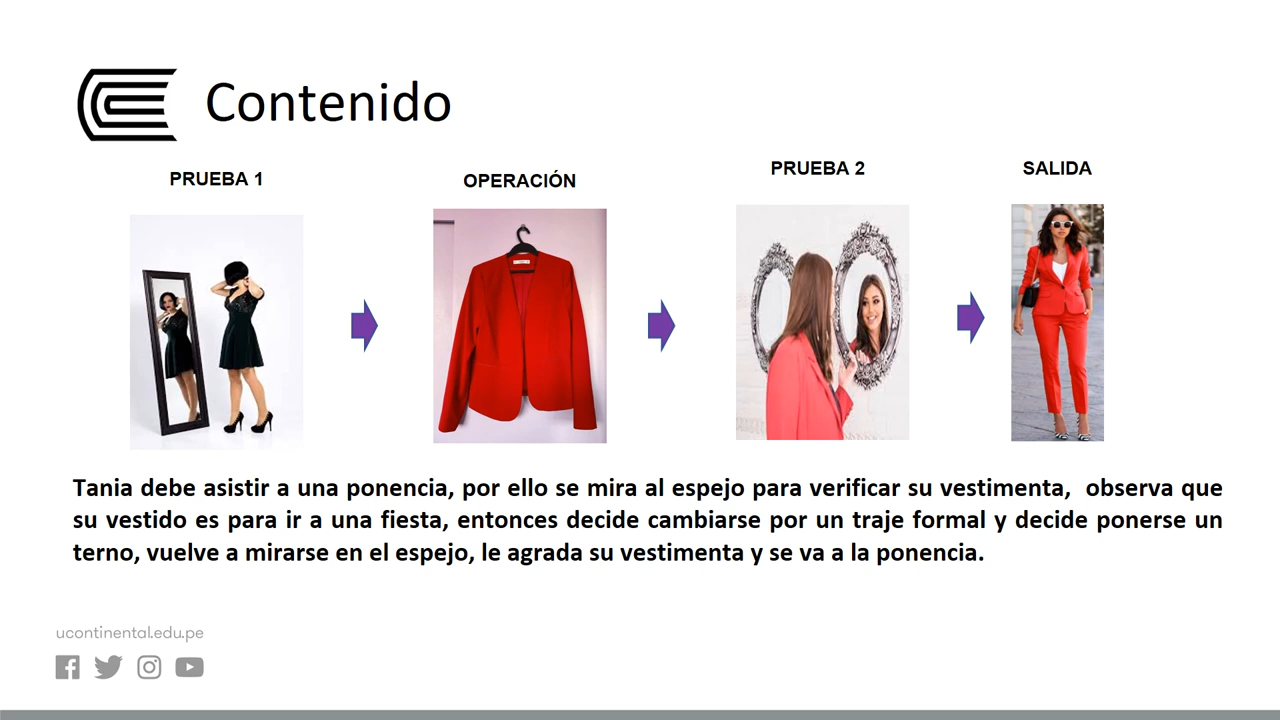 Contenido
PRUEBA 1
OPERACIÓN
PRUEBA 2
SALIDA
Tania debe asistir a una ponencia, por ello se mira al espejo para verificar su vestimenta, observa que
su vestido es para ir a una fiesta, entonces decide cambiarse por un traje formal y decide ponerse un
terno, vuelve a mirarse en el espejo, le agrada su vestimenta y se va a la ponencia.
ucontinental.edu.pe